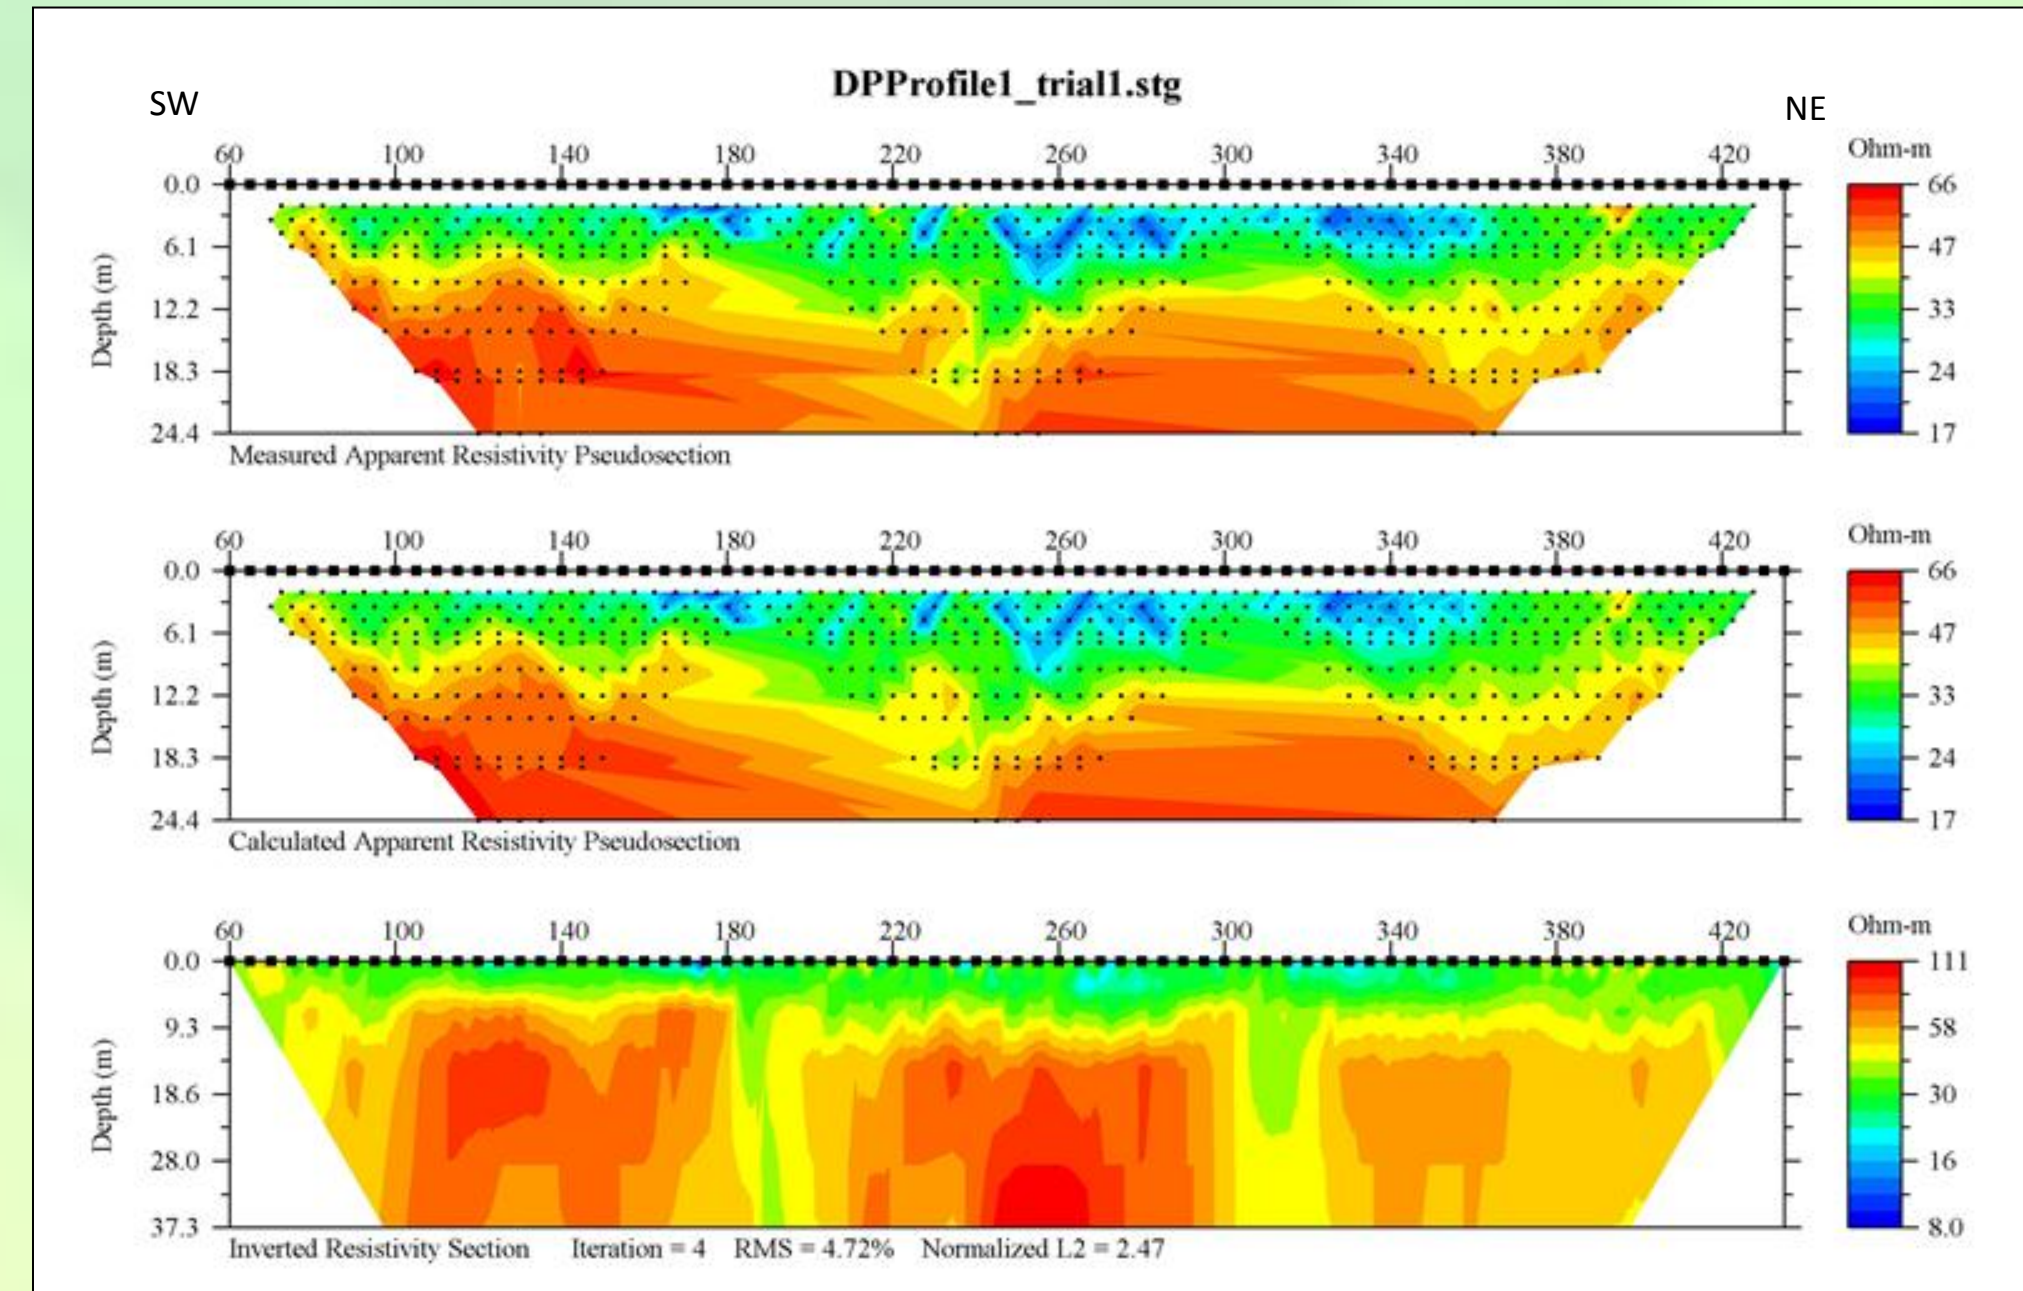 DPProfile1_trial1.stg
SW
NE
60 100 140 180 220 260 300 340 380 420
Ohm-m
0.0
6.1
12.2
18.3
24.4
Depth (m)
66
47
33
24
17
Measured Apparent Resistivity Pseudosection
60 100 140 180 220 260 300 340 380 420
Ohm-m
0.0
6.1
12.2
18.3
24.4
Depth (m)
66
47
33
24
17
Calculated Apparent Resistivity Pseudosection
60 100 140 180 220 260 300 340 380 420
Ohm-m
0.0
9.3
18.6
28.0
37.3
Depth (m)
111
58
30
16
8.0
Inverted Resistivity Section Iteration = 4 RMS = 4.72% Normalized L2 = 2.47